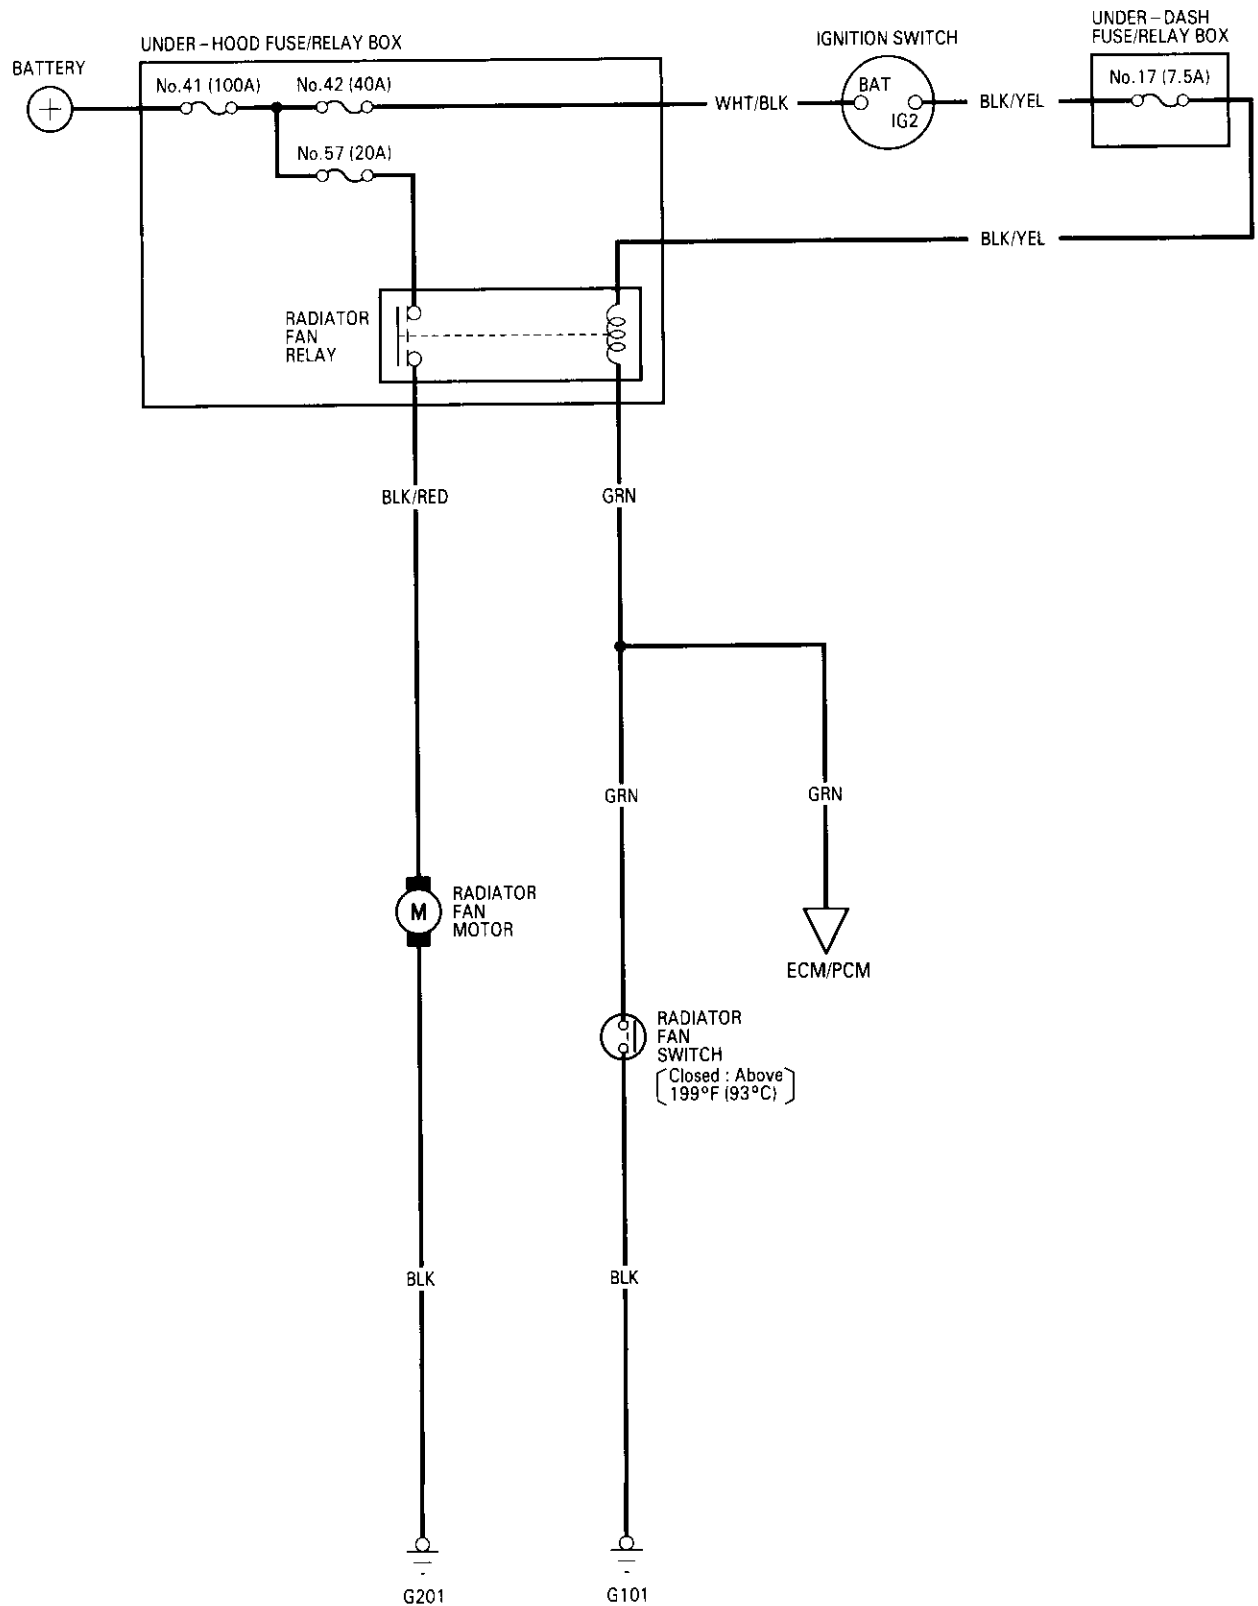 UNDER-DASH
FUSE/RELAY BOX
IGNITION SWITCH
UNDER-HOOD FUSE/RELAY BOX
BATTERY
No.41 (100A)
No.42 (40A)
No.17 (7.5A)
BAT
WHT/BLK
BLK/YEL
IG2
No.57 (20A)
BLK/YEL
RADIATOR
FAN
RELAY
BLK/RED
GRN
GRN
GRN
M
RADIATOR
FAN
MOTOR
ECM/PCM
RADIATOR
FAN
SWITCH
[Closed : Above
199°F (93°C)]
BLK
BLK
G201
G101